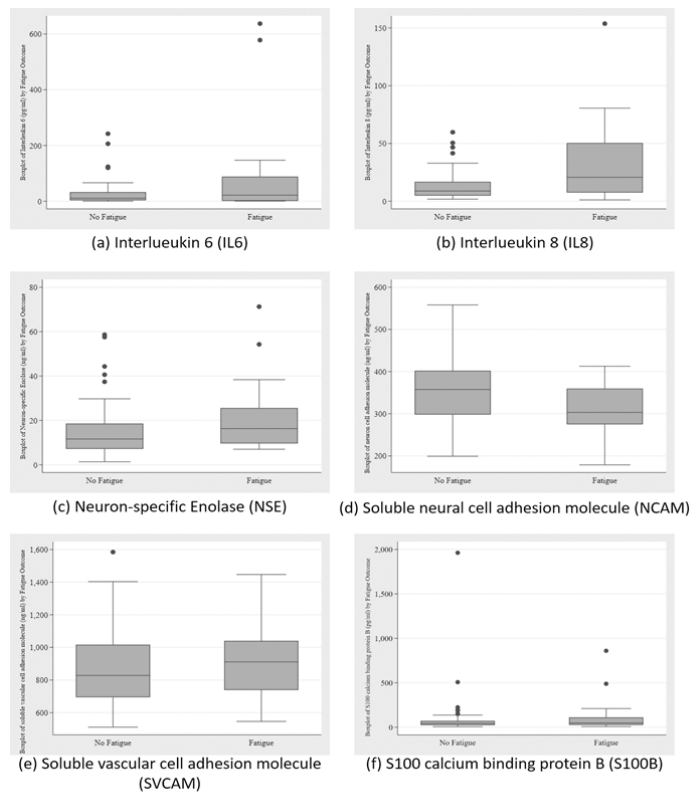 Boxplot of Interleukin 6 (pg/ml) by Fatigue Outcome
600
400
200
0
No Fatigue
Fatigue
(a) Interlueukin 6 (IL6)
Boxplot of Interleukin 8 (pg/ml) by Fatigue Outcome
150
100
50
0
No Fatigue
Fatigue
(b) Interlueukin 8 (IL8)
Boxplot of Neuron-specific Enolase (ng/ml) by Fatigue Outcome
80
60
40
20
0
No Fatigue
Fatigue
(c) Neuron-specific Enolase (NSE)
Boxplot of neuron cell adhesion molecule (ng/ml) by Fatigue Outcome
600
500
400
300
200
No Fatigue
Fatigue
(d) Soluble neural cell adhesion molecule (NCAM)
Boxplot of soluble vascular cell adhesion molecule (ng/ml) by Fatigue Outcome
1,600
1,400
1,200
1,000
800
600
No Fatigue
Fatigue
(e) Soluble vascular cell adhesion molecule
(SVCAM)
Boxplot of S100 calcium binding protein B (pg/ml) by Fatigue Outcome
2,000
1,500
1,000
500
0
No Fatigue
Fatigue
(f) S100 calcium binding protein B (S100B)